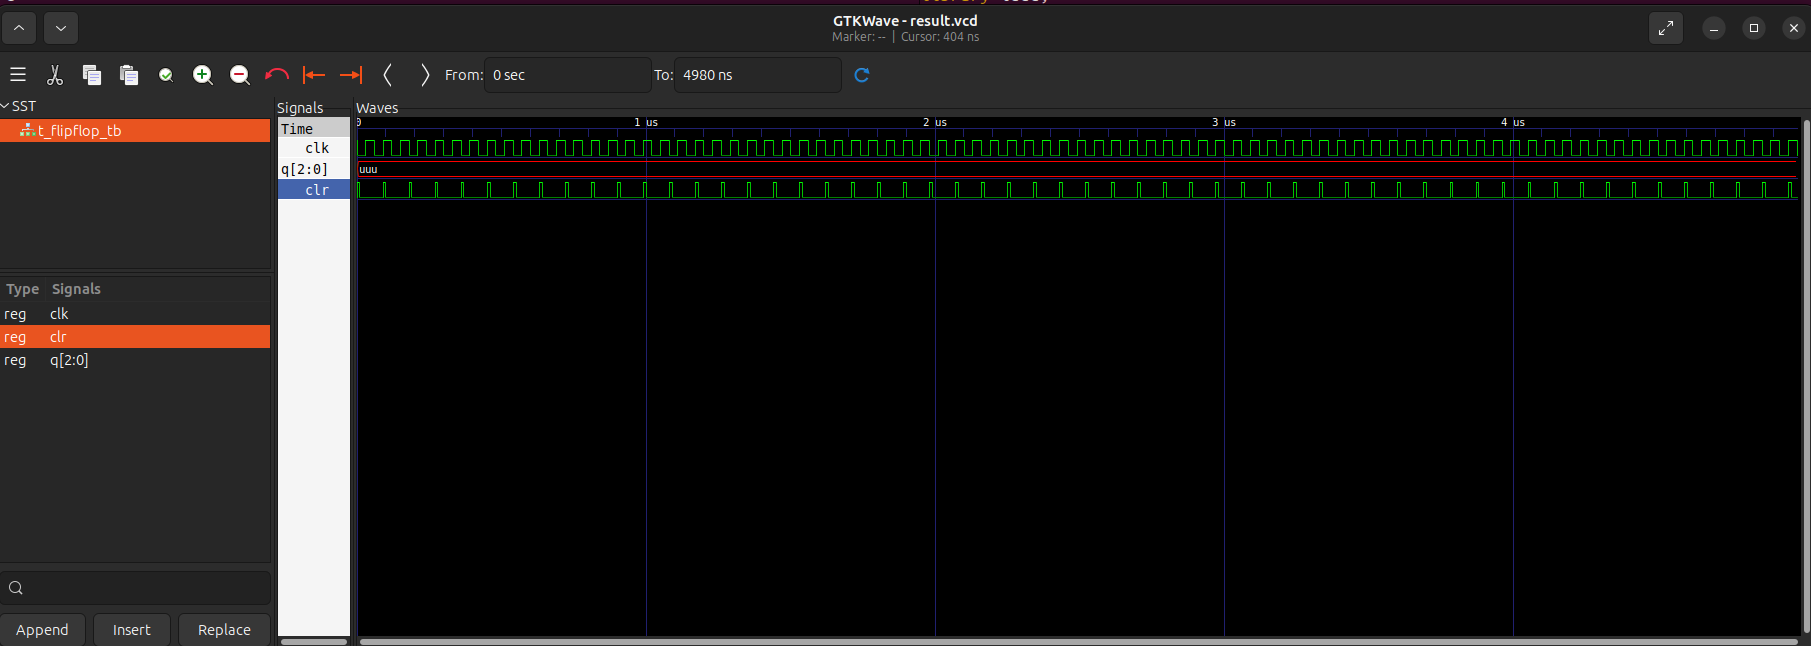 GTKWave - result.vcd
Marker: -- | Cursor: 404 ns
From: 0 sec To: 4980 ns
SST
t_flipflop_tb
Type Signals
reg clk
reg clr
reg q[2:0]
Append Insert Replace
Signals
Time
clk
q[2:0]
clr
Waves
0 1 us 2 us 3 us 4 us
uuu